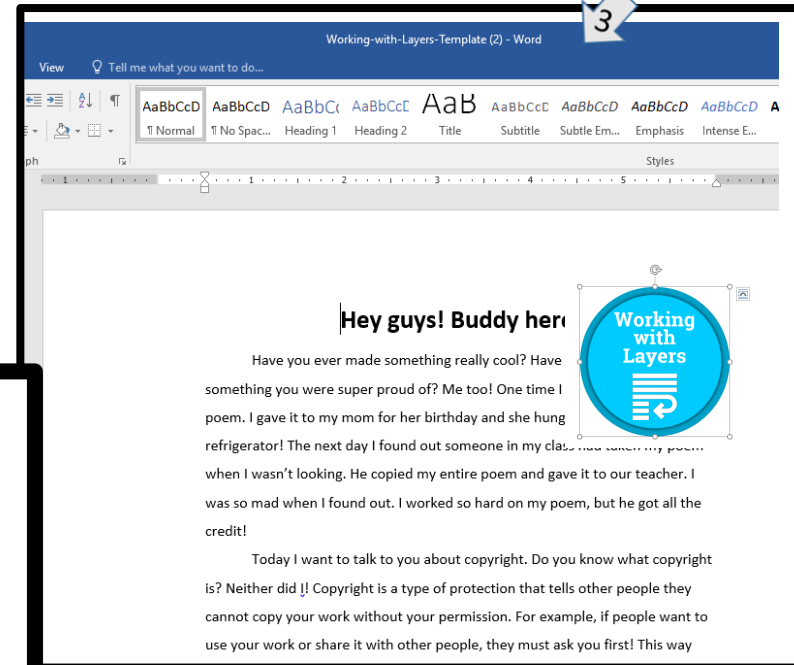 3
Working-with-Layers-Template (2) - Word
View Tell me what you want to do...
AaBbCcD AaBbCcD AaBbC AaBbCcE AaB AaBbCcE AaBbCcD AaBbCcD AaBbCcD A
¶ Normal ¶ No Spac... Heading 1 Heading 2 Title Subtitle Subtle Em... Emphasis Intense E...
Styles
1 1 2 3 4 5
Hey guys! Buddy here
Working
with
Layers
Have you ever made something really cool? Have
something you were super proud of? Me too! One time I
poem. I gave it to my mom for her birthday and she hung
refrigerator! The next day I found out someone in my class had taken my poem
when I wasn't looking. He copied my entire poem and gave it to our teacher. I
was so mad when I found out. I worked so hard on my poem, but he got all the
credit!
Today I want to talk to you about copyright. Do you know what copyright
is? Neither did I! Copyright is a type of protection that tells other people they
cannot copy your work without your permission. For example, if people want to
use your work or share it with other people, they must ask you first! This way